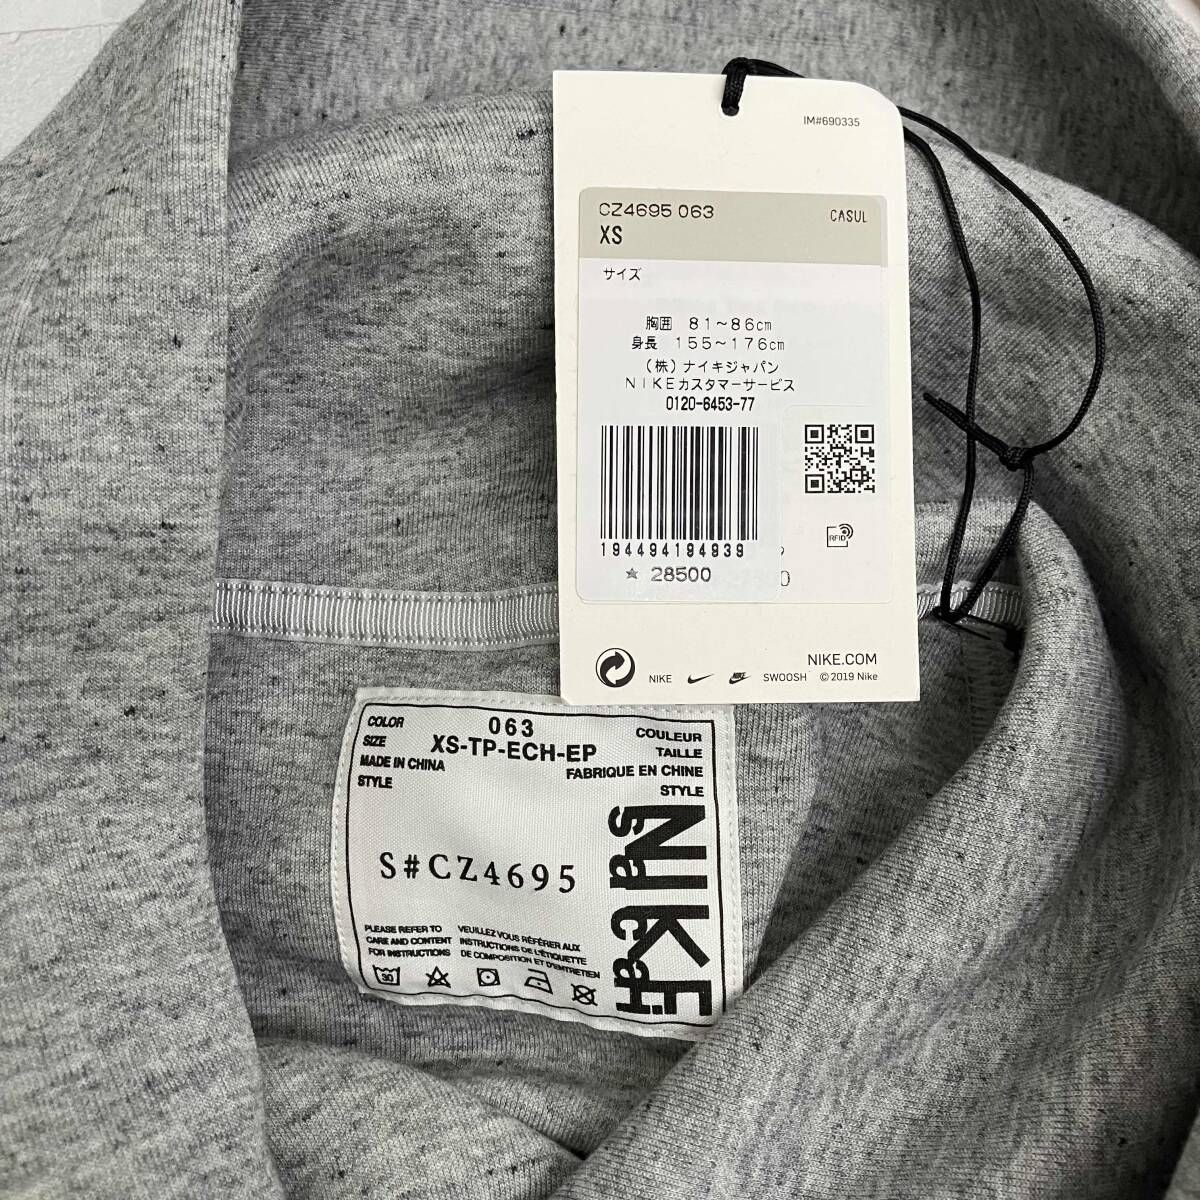 IM#690335
CZ4695 063 CASUL
XS
サイズ
胸囲 81～86cm
身長 155～176cm
(株)ナイキジャパン
NIKEカスタマーサービス
0120-6453-77
RFID
194494194939
★ 28500
0
NIKE.COM
NIKE NIKE SWOOSH © 2019 Nike
COLOR 063 COULEUR
SIZE XS-TP-ECH-EP TAILLE
MADE IN CHINA FABRIQUE EN CHINE
STYLE STYLE
S#CZ4695
NIKE
sacai
PLEASE REFER TO
CARE AND CONTENT
FOR INSTRUCTIONS
VEUILLEZ VOUS RÉFÉRER AUX
INSTRUCTIONS DE L'ÉTIQUETTE
DE COMPOSITION ET D'ENTRETIEN
30